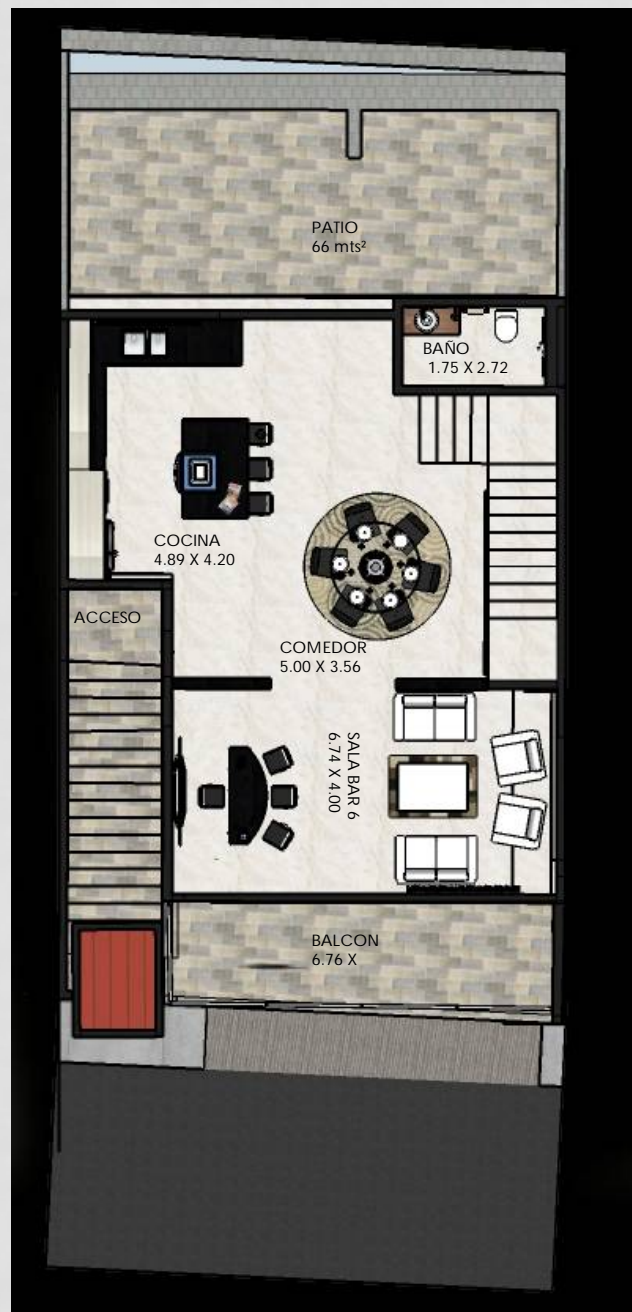 PATIO
66 mts²
BAÑO
1.75 X 2.72
COCINA
4.89 X 4.20
ACCESO
COMEDOR
5.00 X 3.56
SALA BAR 6
6.74 X 4.00
BALCON
6.76 X